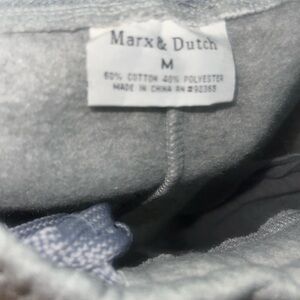 Marx & Dutch
M
60% COTTON 40% POLYESTER
MADE IN CHINA RN #92365